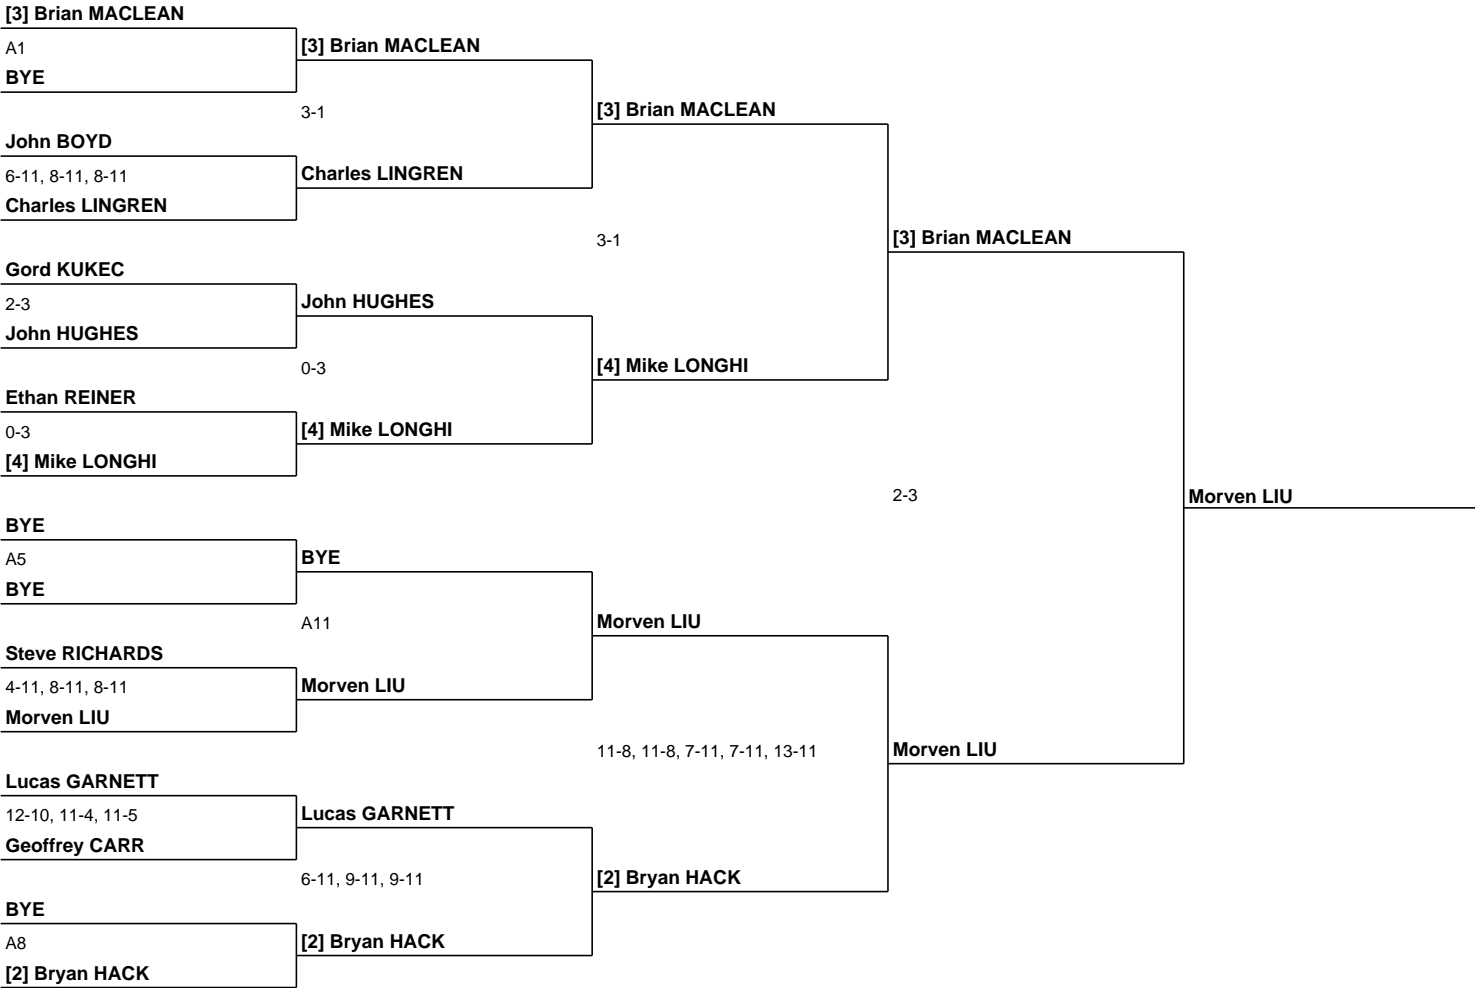 [3] Brian MACLEAN
A1
BYE
John BOYD
6-11, 8-11, 8-11
Charles LINGREN
Gord KUKEC
2-3
John HUGHES
Ethan REINER
0-3
[4] Mike LONGHI
BYE
A5
BYE
Steve RICHARDS
4-11, 8-11, 8-11
Morven LIU
Lucas GARNETT
12-10, 11-4, 11-5
Geoffrey CARR
BYE
A8
[2] Bryan HACK
[3] Brian MACLEAN
3-1
Charles LINGREN
John HUGHES
0-3
[4] Mike LONGHI
BYE
A11
Morven LIU
Lucas GARNETT
6-11, 9-11, 9-11
[2] Bryan HACK
[3] Brian MACLEAN
3-1
[4] Mike LONGHI
Morven LIU
11-8, 11-8, 7-11, 7-11, 13-11
[2] Bryan HACK
[3] Brian MACLEAN
2-3
Morven LIU
Morven LIU